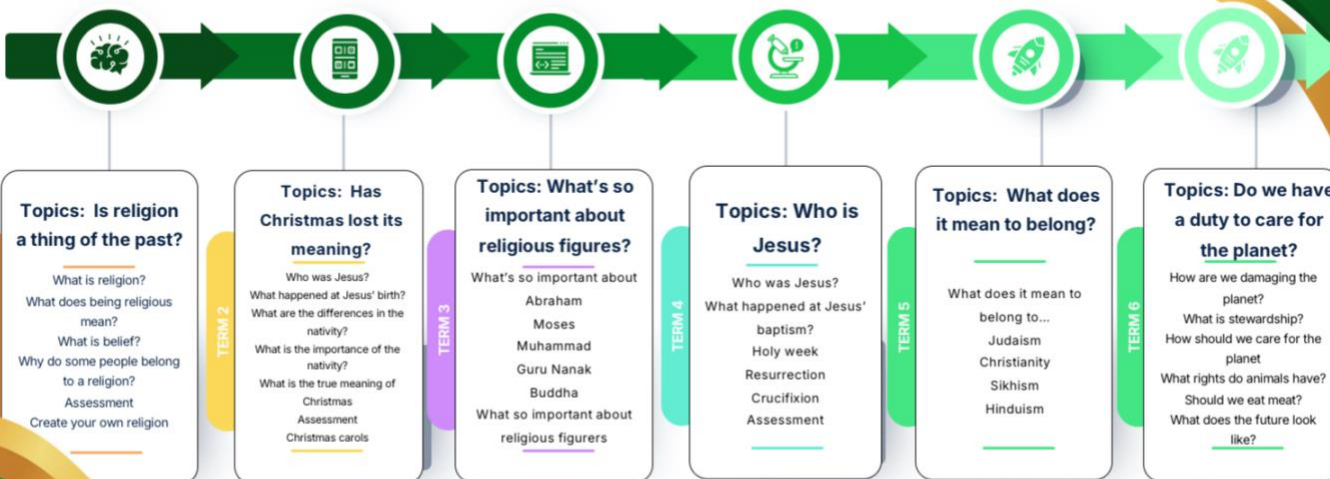 Topics: Is religion
a thing of the past?
What is religion?
What does being religious
mean?
What is belief?
Why do some people belong
to a religion?
Assessment
Create your own religion
TERM 2
Topics: Has
Christmas lost its
meaning?
Who was Jesus?
What happened at Jesus' birth?
What are the differences in the
nativity?
What is the importance of the
nativity?
What is the true meaning of
Christmas
Assessment
Christmas carols
TERM 3
Topics: What's so
important about
religious figures?
What's so important about
Abraham
Moses
Muhammad
Guru Nanak
Buddha
What so important about
religious figurers
TERM 4
Topics: Who is
Jesus?
Who was Jesus?
What happened at Jesus'
baptism?
Holy week
Resurrection
Crucifixion
Assessment
TERM 5
Topics: What does
it mean to belong?
What does it mean to
belong to...
Judaism
Christianity
Sikhism
Hinduism
TERM 6
Topics: Do we have
a duty to care for
the planet?
How are we damaging the
planet?
What is stewardship?
How should we care for the
planet
What rights do animals have?
Should we eat meat?
What does the future look
like?